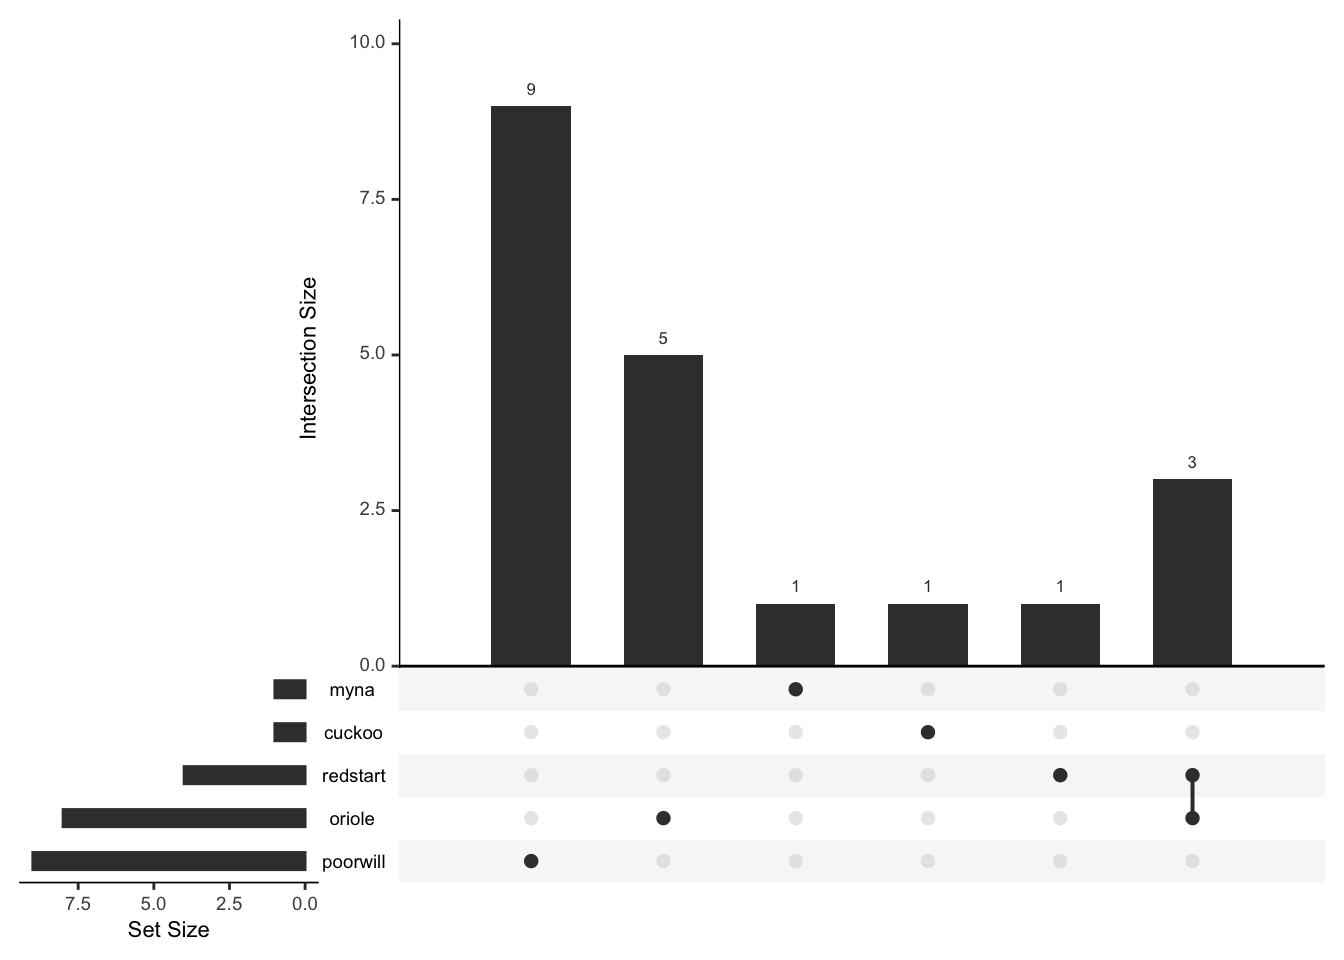 10.0
9
7.5
5
5.0
Intersection Size
3
2.5
1
1
1
0.0
myna
cuckoo
redstart
oriole
poorwill
7.5 5.0 2.5 0.0
Set Size